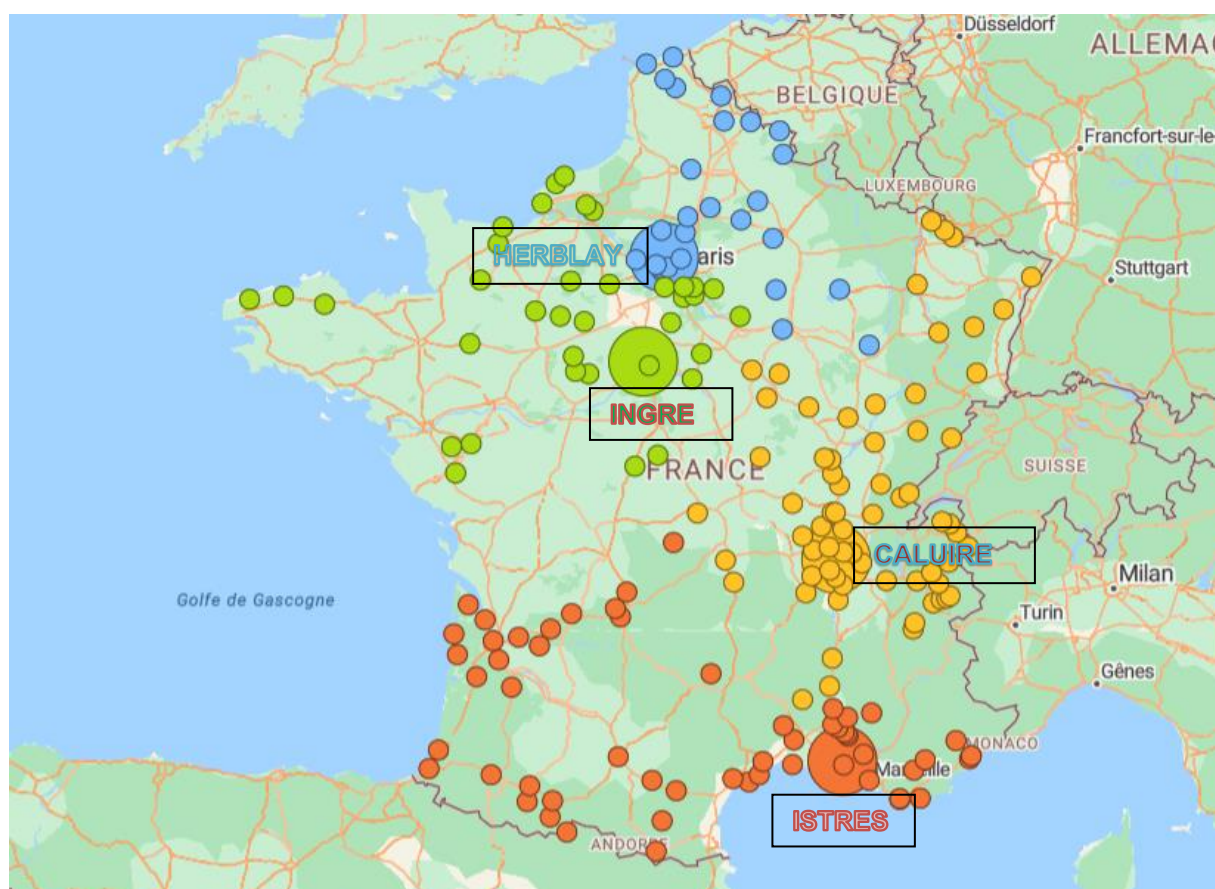 Düsseldorf
ALLEMAG
BELGIQUE
Francfort-sur-le-
LUXEMBOURG
HERBLAY
aris
Stuttgart
INGRE
FRANCE
SUISSE
CALUIRE
Milan
Golfe de Gascogne
Turin
Gênes
MONACO
ISTRES
ANDORRE